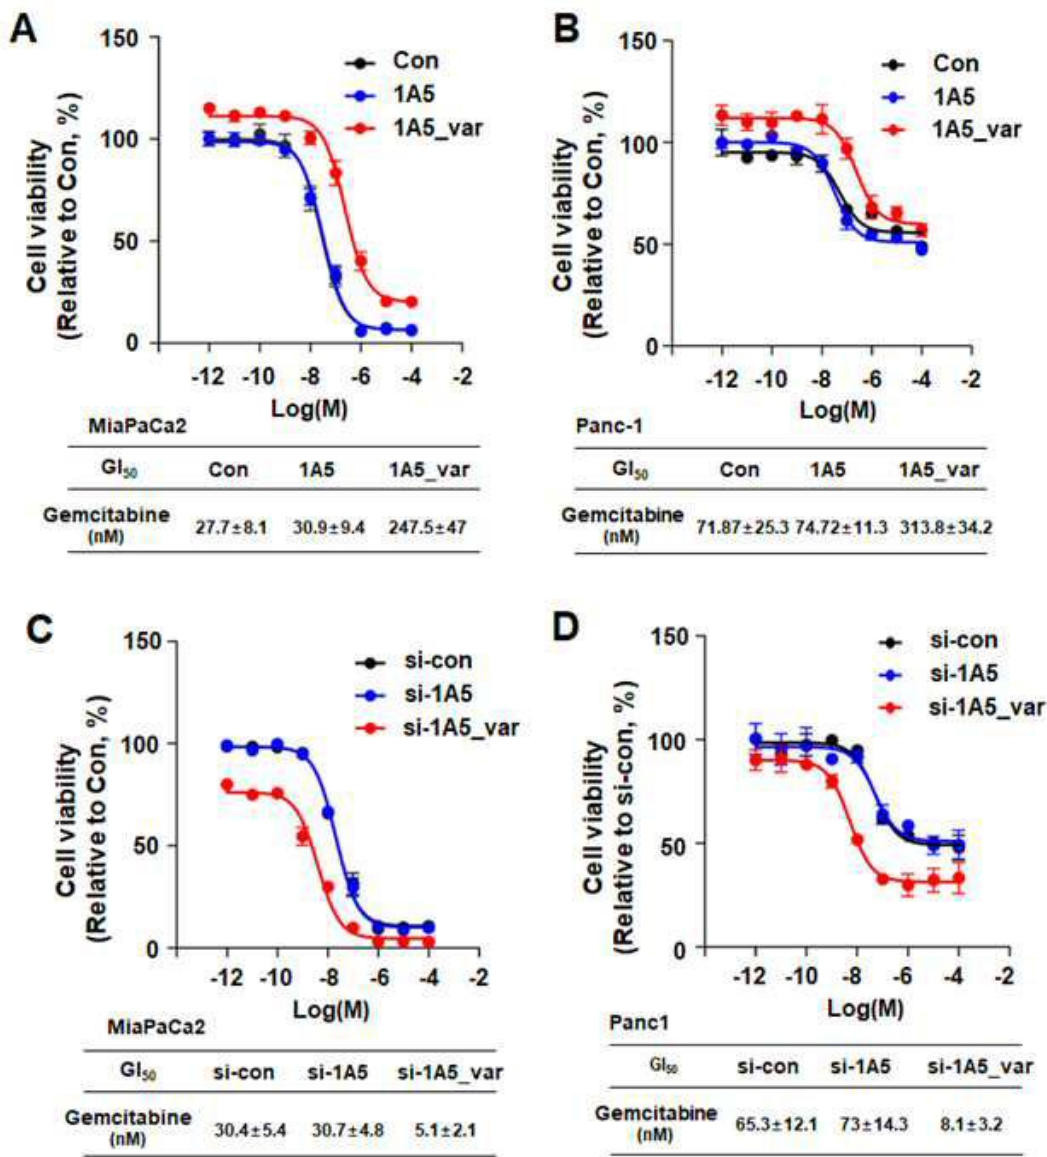 A
Cell viability
(Relative to Con, %)
150
100
50
0
Con
1A5
1A5_var
-12 -10 -8 -6 -4 -2
Log(M)
MiaPaCa2
GI₅₀ Con 1A5 1A5_var
Gemcitabine (nM) 27.7±8.1 30.9±9.4 247.5±47
B
Cell viability
(Relative to Con, %)
150
100
50
0
Con
1A5
1A5_var
-12 -10 -8 -6 -4 -2
Log(M)
Panc-1
GI₅₀ Con 1A5 1A5_var
Gemcitabine (nM) 71.87±25.3 74.72±11.3 313.8±34.2
C
Cell viability
(Relative to Con, %)
150
100
50
0
si-con
si-1A5
si-1A5_var
-12 -10 -8 -6 -4 -2
Log(M)
MiaPaCa2
GI₅₀ si-con si-1A5 si-1A5_var
Gemcitabine (nM) 30.4±5.4 30.7±4.8 5.1±2.1
D
Cell viability
(Relative to si-con, %)
150
100
50
0
si-con
si-1A5
si-1A5_var
-12 -10 -8 -6 -4 -2
Log(M)
Panc1
GI₅₀ si-con si-1A5 si-1A5_var
Gemcitabine (nM) 65.3±12.1 73±14.3 8.1±3.2